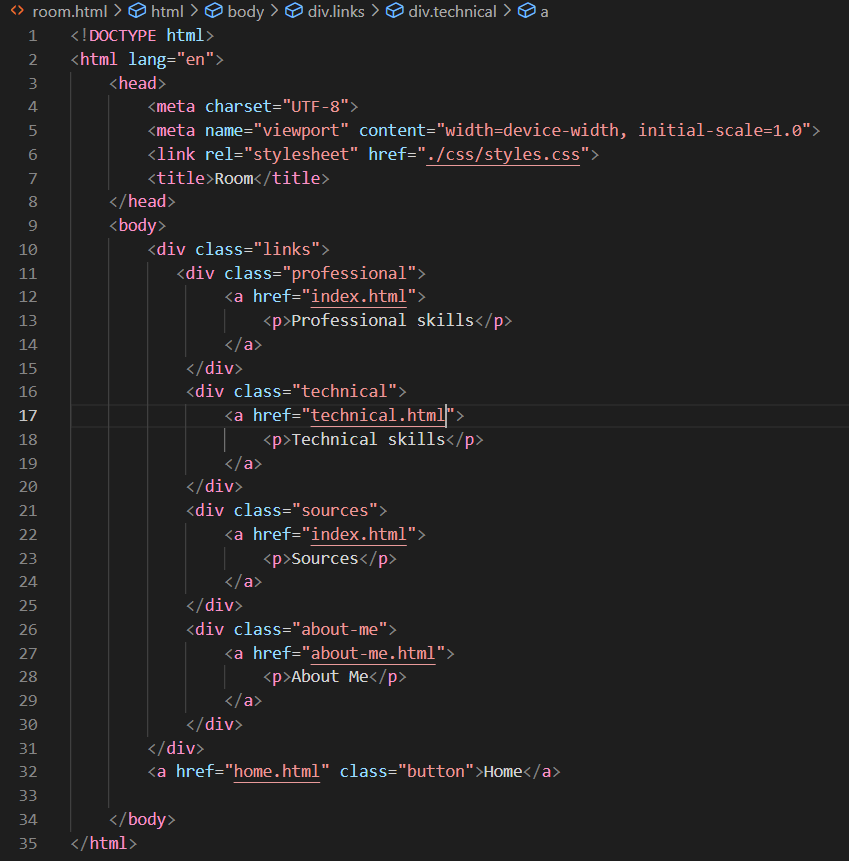 room.html > html > body > div.links > div.technical > a
1 <!DOCTYPE html>
2 <html lang="en">
3 <head>
4 <meta charset="UTF-8">
5 <meta name="viewport" content="width=device-width, initial-scale=1.0">
6 <link rel="stylesheet" href="./css/styles.css">
7 <title>Room</title>
8 </head>
9 <body>
10 <div class="links">
11 <div class="professional">
12 <a href="index.html">
13 <p>Professional skills</p>
14 </a>
15 </div>
16 <div class="technical">
17 <a href="technical.html">
18 <p>Technical skills</p>
19 </a>
20 </div>
21 <div class="sources">
22 <a href="index.html">
23 <p>Sources</p>
24 </a>
25 </div>
26 <div class="about-me">
27 <a href="about-me.html">
28 <p>About Me</p>
29 </a>
30 </div>
31 </div>
32 <a href="home.html" class="button">Home</a>
33
34 </body>
35 </html>